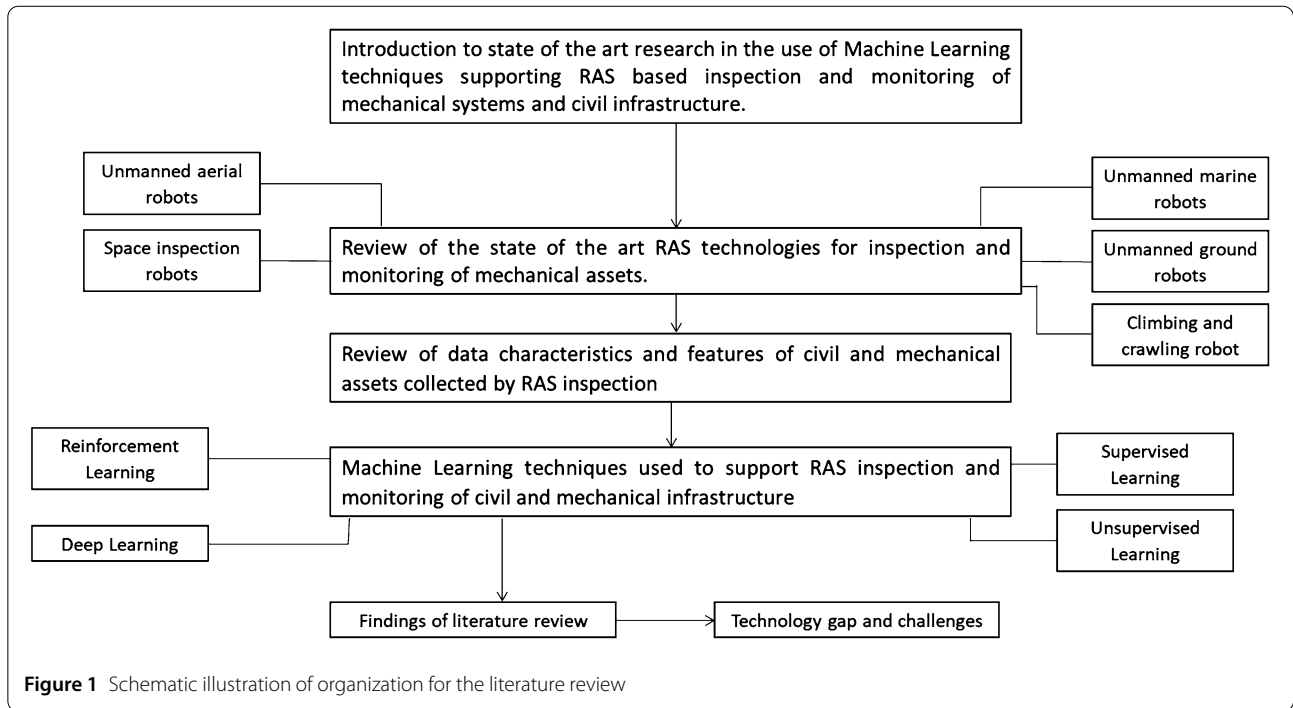 Introduction to state of the art research in the use of Machine Learning
techniques supporting RAS based inspection and monitoring of
mechanical systems and civil infrastructure.
Unmanned aerial
robots
Unmanned marine
robots
Space inspection
robots
Review of the state of the art RAS technologies for inspection and
monitoring of mechanical assets.
Unmanned ground
robots
Climbing and
crawling robot
Review of data characteristics and features of civil and mechanical
assets collected by RAS inspection
Reinforcement
Learning
Machine Learning techniques used to support RAS inspection and
monitoring of civil and mechanical infrastructure
Supervised
Learning
Deep Learning
Unsupervised
Learning
Findings of literature review
Technology gap and challenges
Figure 1 Schematic illustration of organization for the literature review